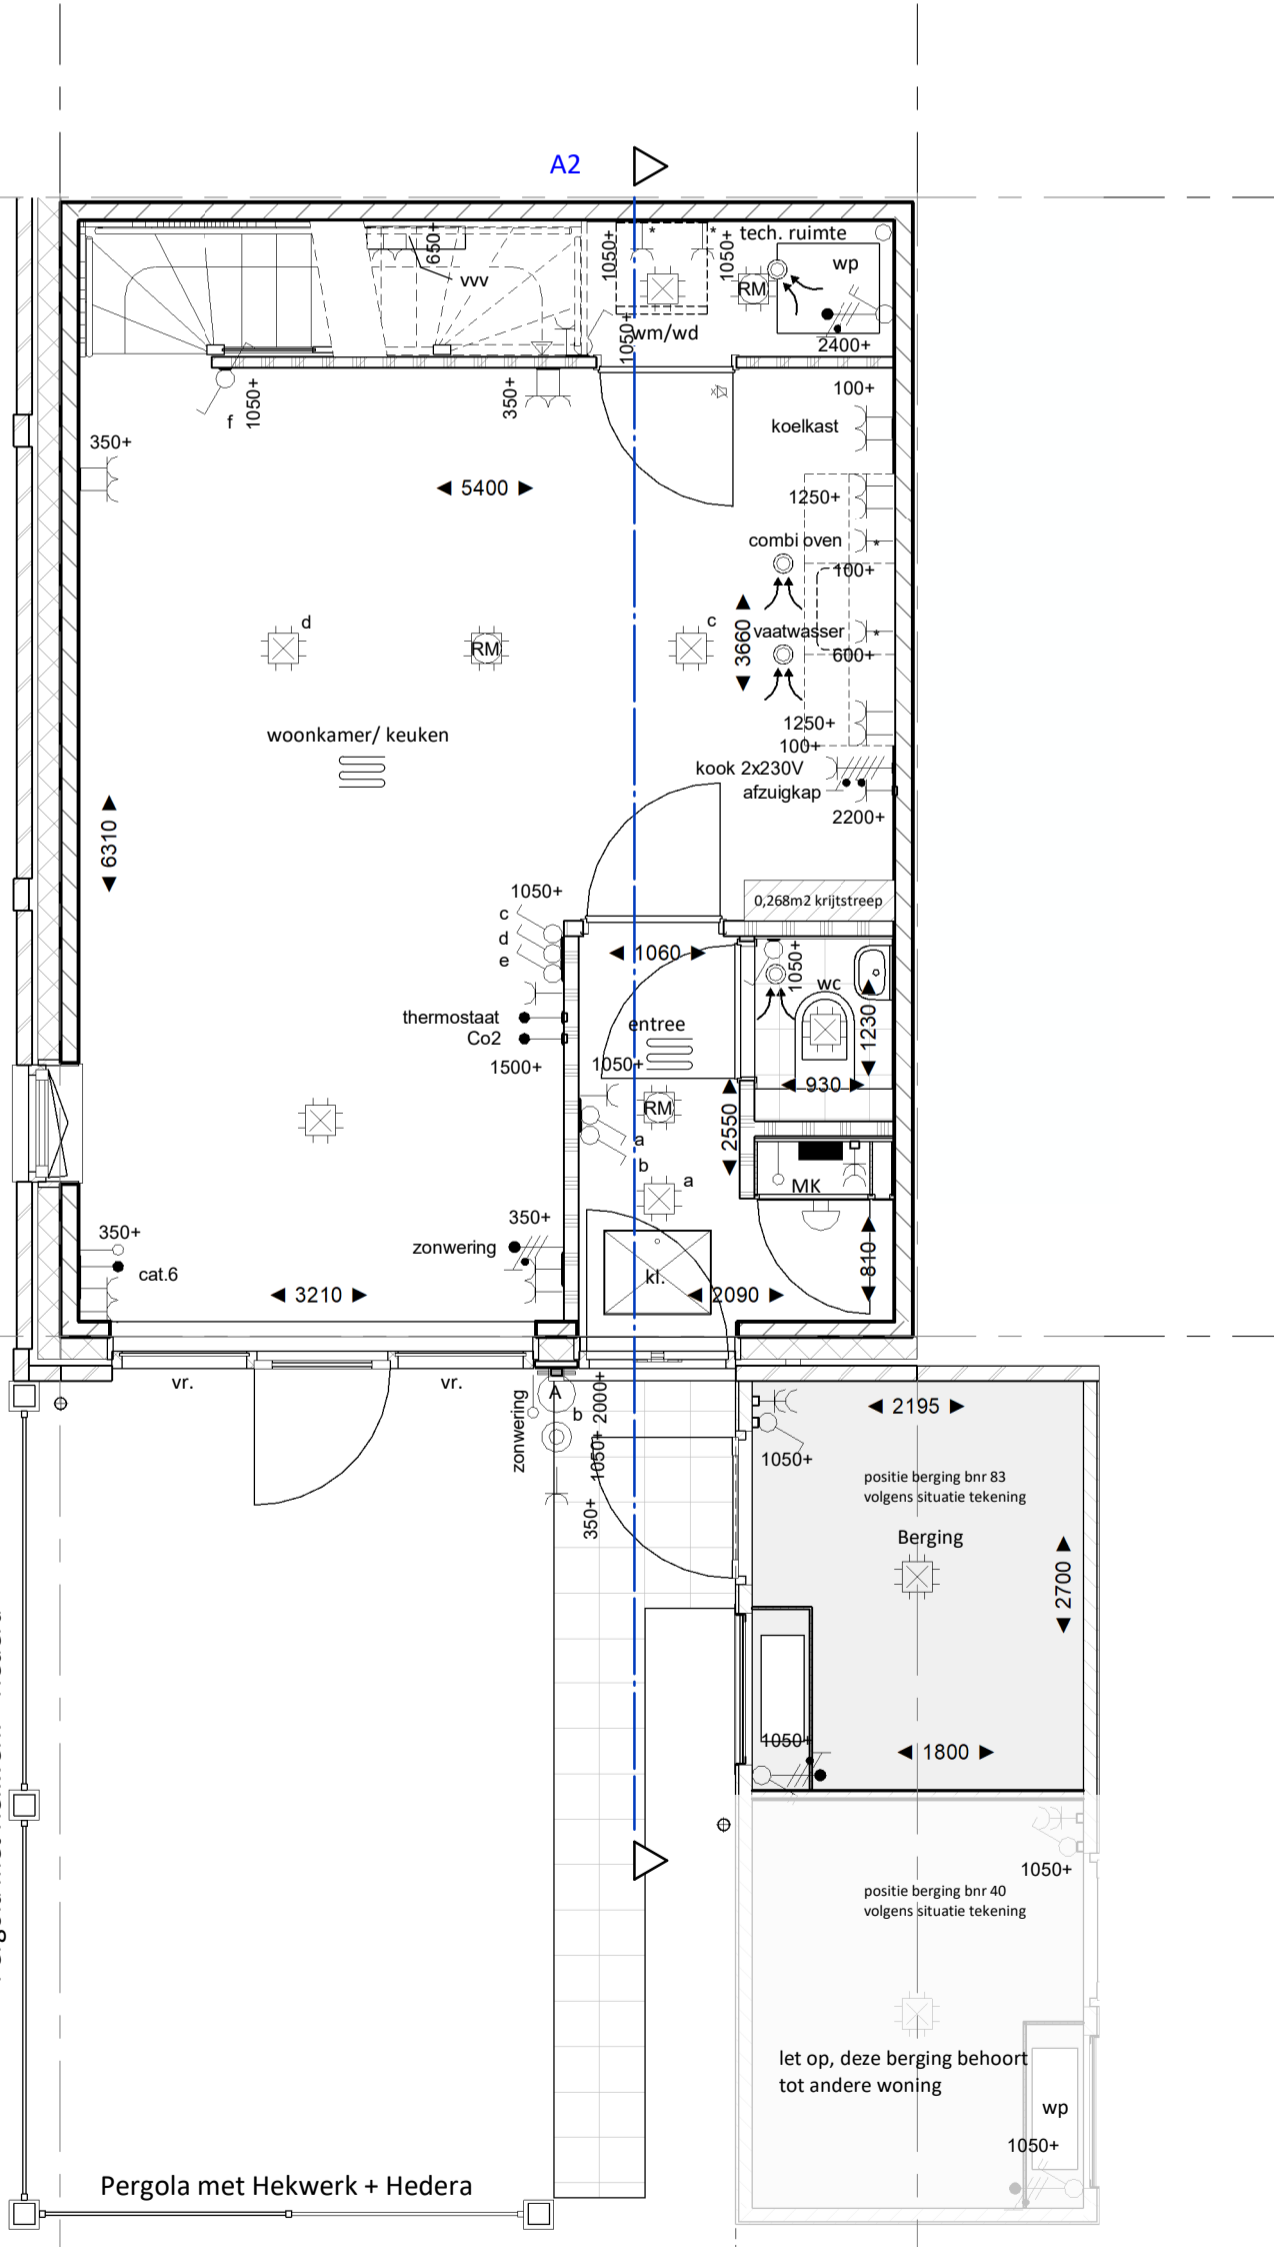 A2
1050+
650+
vvv
1050+
*
*
1050+
tech. ruimte
wp
RM
1050+
wm/wd
2400+
f
1050+
350+
100+
koelkast
350+
5400
1250+
combi oven
*
100+
d
RM
c
3660
vaatwasser
*
600+
woonkamer/ keuken
1250+
100+
kook 2x230V
afzuigkap
2200+
6310
1050+
c
d
e
0,268m2 krijtstreep
1060
1050+
wc
1230
thermostaat
Co2
1500+
entree
1050+
930
RM
2550
a
b
a
MK
350+
cat.6
350+
zonwering
kl.
810
3210
2090
vr.
vr.
zonwering
A
b
2000+
1050+
350+
2195
1050+
positie berging bnr 83
volgens situatie tekening
Berging
2700
1050+
1800
1050+
positie berging bnr 40
volgens situatie tekening
let op, deze berging behoort
tot andere woning
wp
1050+
Pergola met Hekwerk + Hedera